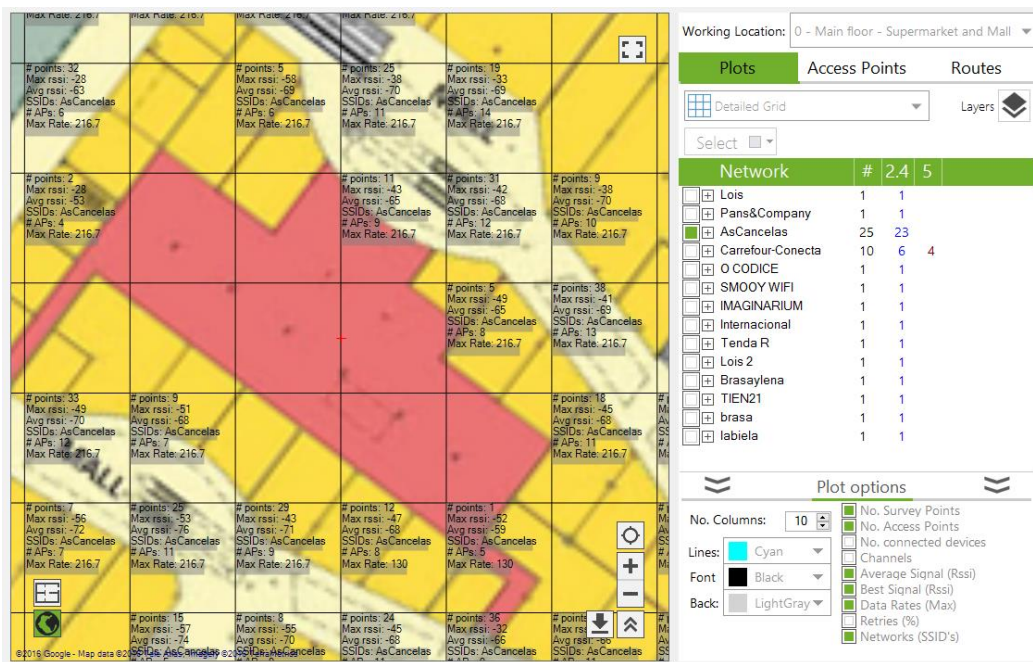 Max Rate: 216.7 Max Rate: 216.7 Max Rate: 216.7 Max Rate: 216.7
# points: 32
Max rssi: -28
Avg rssi: -63
SSIDs: AsCancelas
# APs: 6
Max Rate: 216.7
# points: 5
Max rssi: -58
Avg rssi: -69
SSIDs: AsCancelas
# APs: 6
Max Rate: 216.7
# points: 25
Max rssi: -38
Avg rssi: -70
SSIDs: AsCancelas
# APs: 11
Max Rate: 216.7
# points: 19
Max rssi: -33
Avg rssi: -69
SSIDs: AsCancelas
# APs: 14
Max Rate: 216.7
# points: 2
Max rssi: -28
Avg rssi: -53
SSIDs: AsCancelas
# APs: 4
Max Rate: 216.7
# points: 11
Max rssi: -43
Avg rssi: -65
SSIDs: AsCancelas
# APs: 9
Max Rate: 216.7
# points: 31
Max rssi: -42
Avg rssi: -68
SSIDs: AsCancelas
# APs: 12
Max Rate: 216.7
# points: 9
Max rssi: -38
Avg rssi: -70
SSIDs: AsCancelas
# APs: 10
Max Rate: 216.7
# points: 5
Max rssi: -49
Avg rssi: -65
SSIDs: AsCancelas
# APs: 8
Max Rate: 216.7
# points: 38
Max rssi: -41
Avg rssi: -69
SSIDs: AsCancelas
# APs: 13
Max Rate: 216.7
# points: 33
Max rssi: -49
Avg rssi: -70
SSIDs: AsCancelas
# APs: 12
Max Rate: 216.7
# points: 9
Max rssi: -51
Avg rssi: -68
SSIDs: AsCancelas
# APs: 7
Max Rate: 216.7
# points: 18
Max rssi: -45
Avg rssi: -68
SSIDs: AsCancelas
# APs: 11
Max Rate: 216.7
MALL
# points: 7
Max rssi: -56
Avg rssi: -72
SSIDs: AsCancelas
# APs: 7
Max Rate: 216.7
# points: 25
Max rssi: -53
Avg rssi: -76
SSIDs: AsCancelas
# APs: 11
Max Rate: 216.7
# points: 29
Max rssi: -43
Avg rssi: -71
SSIDs: AsCancelas
# APs: 9
Max Rate: 216.7
# points: 12
Max rssi: -47
Avg rssi: -68
SSIDs: AsCancelas
# APs: 8
Max Rate: 130
# points: 1
Max rssi: -52
Avg rssi: -59
SSIDs: AsCancelas
# APs: 5
Max Rate: 130
# points: 15
Max rssi: -57
Avg rssi: -74
SSIDs: AsCancelas
# points: 8
Max rssi: -55
Avg rssi: -70
SSIDs: AsCancelas
# points: 24
Max rssi: -45
Avg rssi: -68
SSIDs: AsCancelas
# points: 36
Max rssi: -32
Avg rssi: -66
SSIDs: AsCancelas
# points
Max rssi
SSIDs: AsCancelas
©2016 Google - Map data ©2016 Tele Atlas, Imagery ©2016 TerraMetrics
Working Location: 0 - Main floor - Supermarket and Mall
Plots Access Points Routes
Detailed Grid Layers
Select
Network # 2.4 5
Lois 1 1
Pans&Company 1 1
AsCancelas 25 23
Carrefour-Conecta 10 6 4
O CODICE 1 1
SMOOY WIFI 1 1
IMAGINARIUM 1 1
Internacional 1 1
Tenda R 1 1
Lois 2 1 1
Brasaylena 1 1
TIEN21 1 1
brasa 1 1
labiela 1 1
Plot options
No. Columns: 10
Lines: Cyan
Font Black
Back: LightGray
No. Survey Points
No. Access Points
No. connected devices
Channels
Average Signal (Rssi)
Best Signal (Rssi)
Data Rates (Max)
Retries (%)
Networks (SSID's)